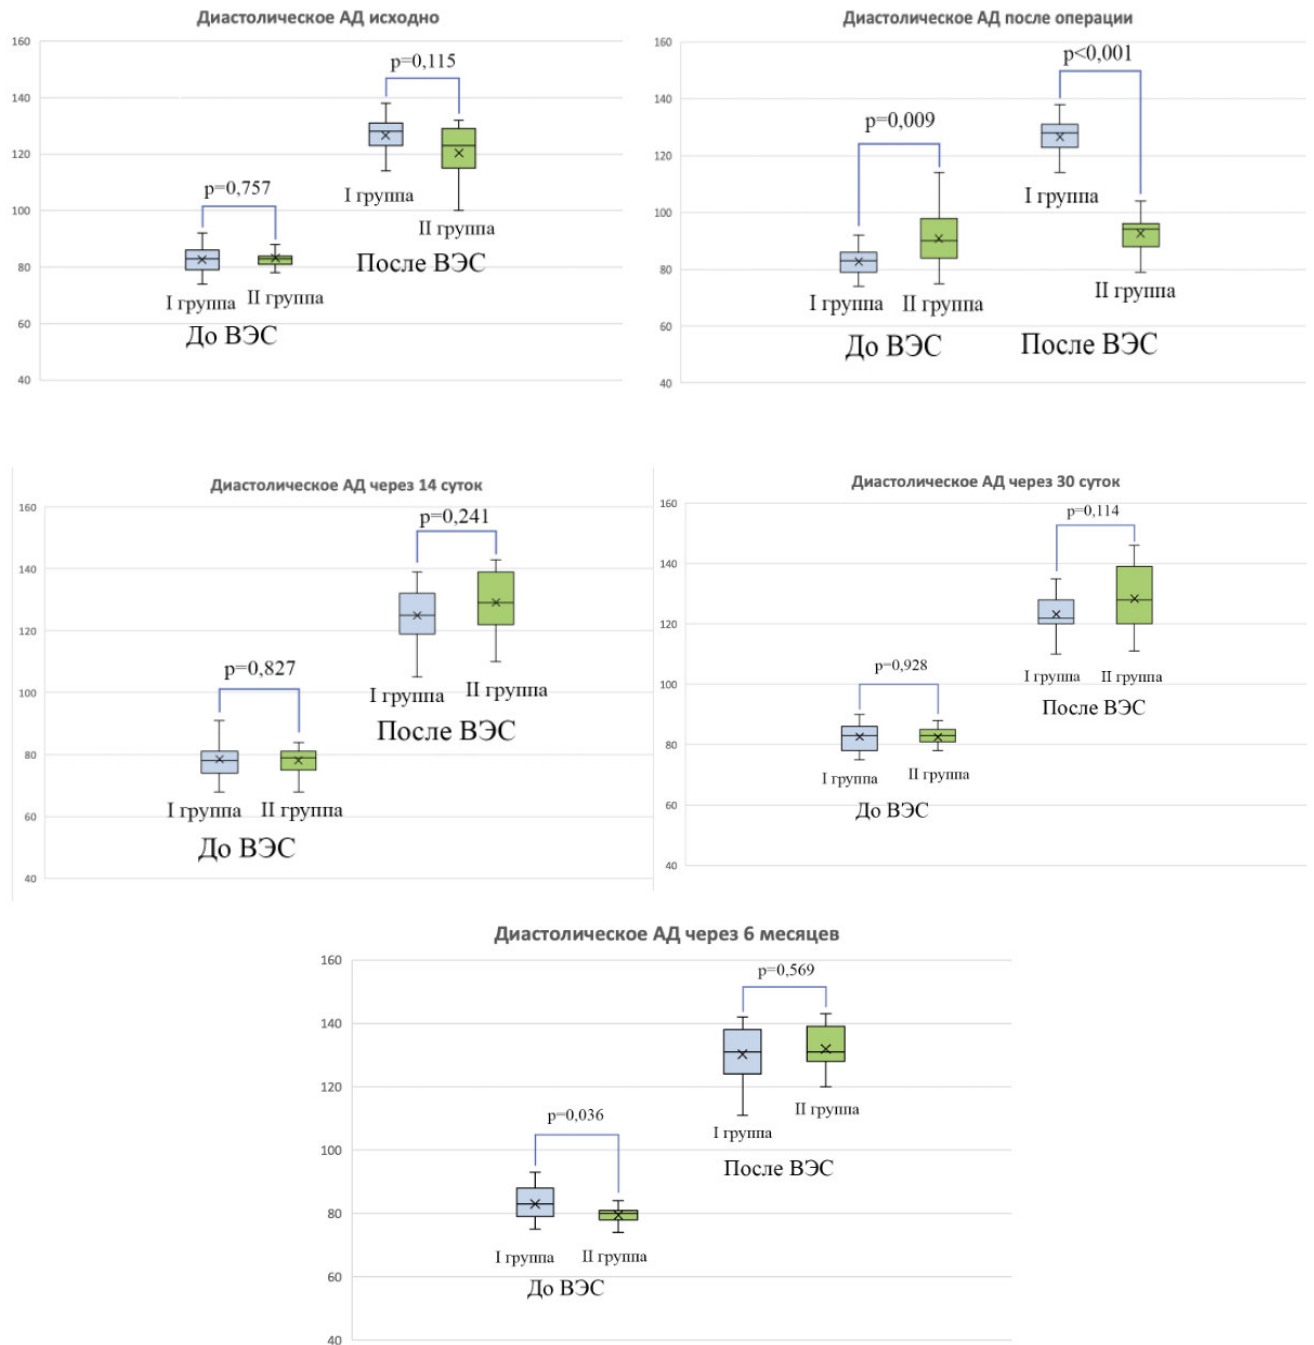 Диастолическое АД исходно
160
140
120
100
80
60
40
p=0,757
p=0,115
I группа
II группа
До ВЭС
I группа
II группа
После ВЭС
Диастолическое АД после операции
160
140
120
100
80
60
40
p=0,009
p<0,001
I группа
II группа
До ВЭС
I группа
II группа
После ВЭС
Диастолическое АД через 14 суток
160
140
120
100
80
60
40
p=0,827
p=0,241
I группа
II группа
До ВЭС
I группа
II группа
После ВЭС
Диастолическое АД через 30 суток
160
140
120
100
80
60
40
p=0,928
p=0,114
I группа
II группа
До ВЭС
I группа
II группа
После ВЭС
Диастолическое АД через 6 месяцев
160
140
120
100
80
60
40
p=0,036
p=0,569
I группа
II группа
До ВЭС
I группа
II группа
После ВЭС